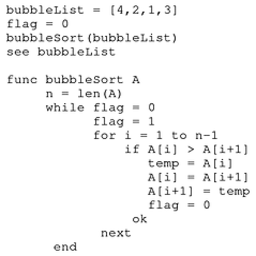 bubbleList = [4,2,1,3]
flag = 0
bubbleSort(bubbleList)
see bubbleList

func bubbleSort A
     n = len(A)
     while flag = 0
           flag = 1
           for i = 1 to n-1
               if A[i] > A[i+1]
                  temp = A[i]
                  A[i] = A[i+1]
                  A[i+1] = temp
                  flag = 0
                ok
            next
      end